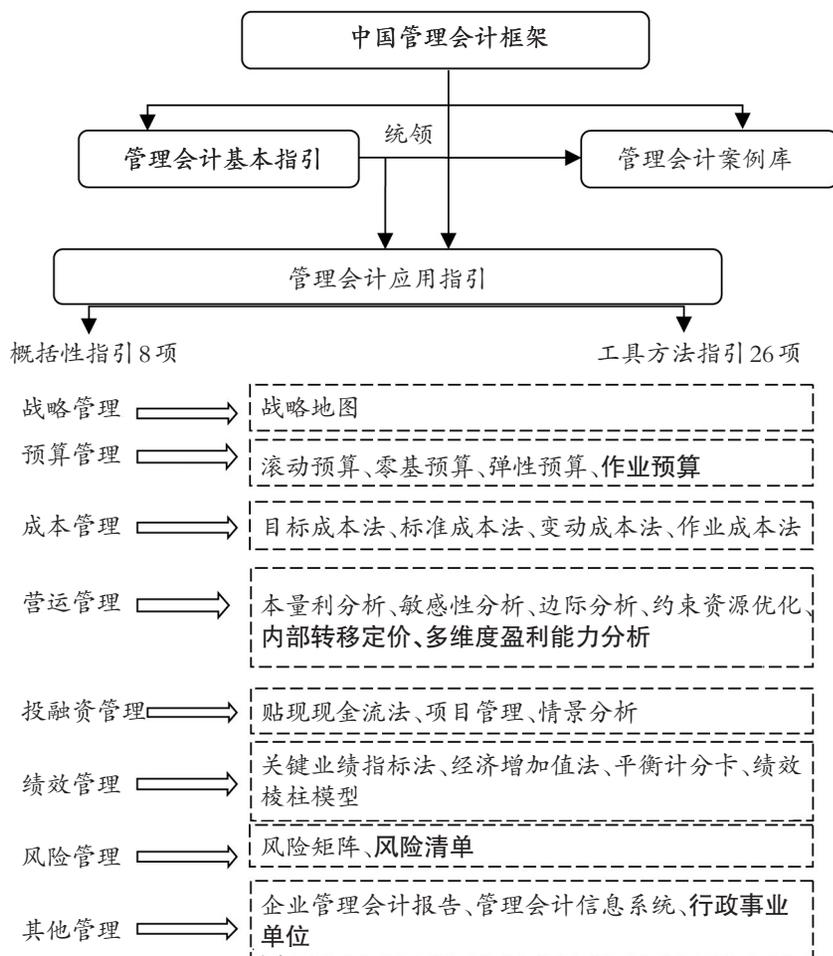 中国管理会计框架
统领
管理会计基本指引
管理会计案例库
管理会计应用指引
概括性指引8项
工具方法指引26项
战略管理
战略地图
预算管理
滚动预算、零基预算、弹性预算、作业预算
成本管理
目标成本法、标准成本法、变动成本法、作业成本法
营运管理
本量利分析、敏感性分析、边际分析、约束资源优化、
内部转移定价、多维度盈利能力分析
投融资管理
贴现现金流法、项目管理、情景分析
绩效管理
关键业绩指标法、经济增加值法、平衡计分卡、绩效
棱柱模型
风险管理
风险矩阵、风险清单
其他管理
企业管理会计报告、管理会计信息系统、行政事业
单位